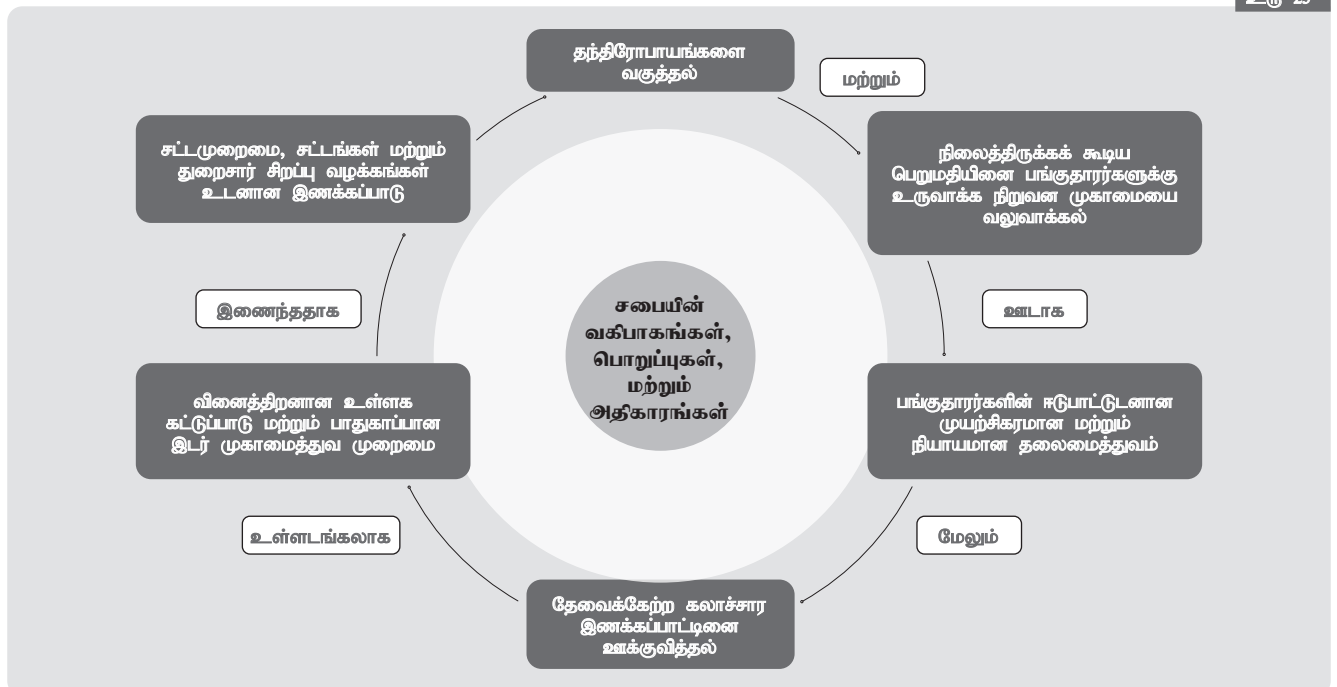 உரு 25
தந்திரோபாயங்களை
வகுத்தல்
மற்றும்
நிலைத்திருக்கக் கூடிய
பெறுமதியினை பங்குதாரர்களுக்கு
உருவாக்க நிறுவன முகாமையை
வலுவாக்கல்
ஊடாக
பங்குதாரர்களின் ஈடுபாட்டுடனான
முயற்சிகரமான மற்றும்
நியாயமான தலைமைத்துவம்
மேலும்
தேவைக்கேற்ற கலாச்சார
இணக்கப்பாட்டினை
ஊக்குவித்தல்
உள்ளடங்கலாக
வினைத்திறனான உள்ளக
கட்டுப்பாடு மற்றும் பாதுகாப்பான
இடர் முகாமைத்துவ முறைமை
இணைந்ததாக
சட்டமுறைமை, சட்டங்கள் மற்றும்
துறைசார் சிறப்பு வழக்கங்கள்
உடனான இணக்கப்பாடு
சபையின்
வகிபாகங்கள்,
பொறுப்புகள்,
மற்றும்
அதிகாரங்கள்